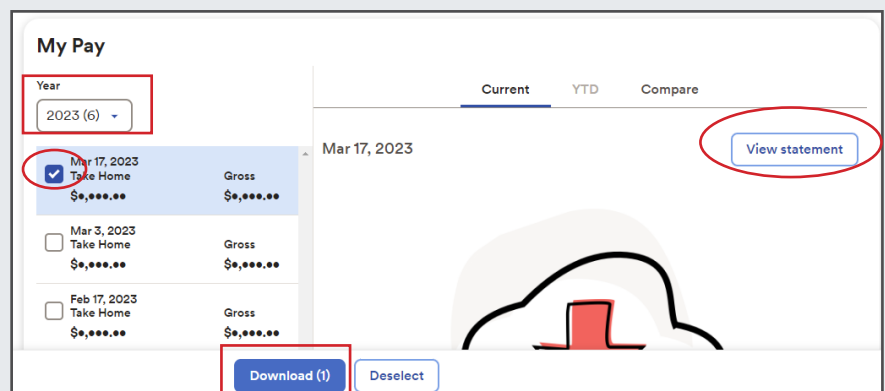 My Pay
Year
2023 (6)
Current YTD Compare
Mar 17, 2023
View statement
Mar 17, 2023
Take Home Gross
$•,•••.•• $•,•••.••
Mar 3, 2023
Take Home Gross
$•,•••.•• $•,•••.••
Feb 17, 2023
Take Home Gross
$•,•••.•• $•,•••.••
Download (1) Deselect